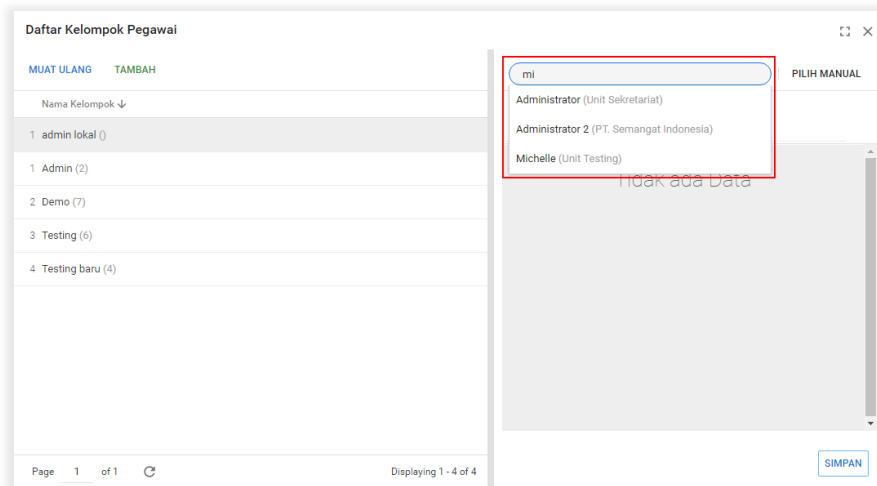 Daftar Kelompok Pegawai
MUAT ULANG TAMBAH
Nama Kelompok
1 admin lokal ()
1 Admin (2)
2 Demo (7)
3 Testing (6)
4 Testing baru (4)
Page 1 of 1
Displaying 1 - 4 of 4
mi
PILIH MANUAL
Administrator (Unit Sekretariat)
Administrator 2 (PT. Semangat Indonesia)
Michelle (Unit Testing)
Tidak ada Data
SIMPAN